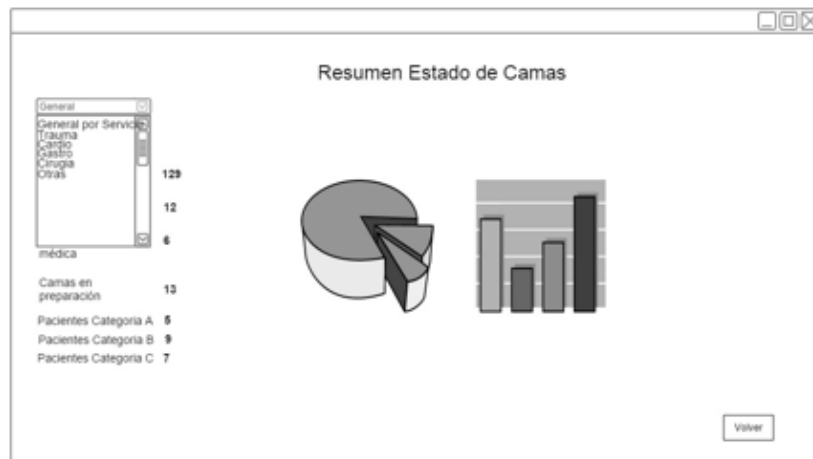 Resumen Estado de Camas
General
General por Servicio
Trauma
Cardio
Gastro
Cirugia
Otras
129
12
6
médica
Camas en
preparación
13
Pacientes Categoria A 5
Pacientes Categoria B 9
Pacientes Categoria C 7
Volver